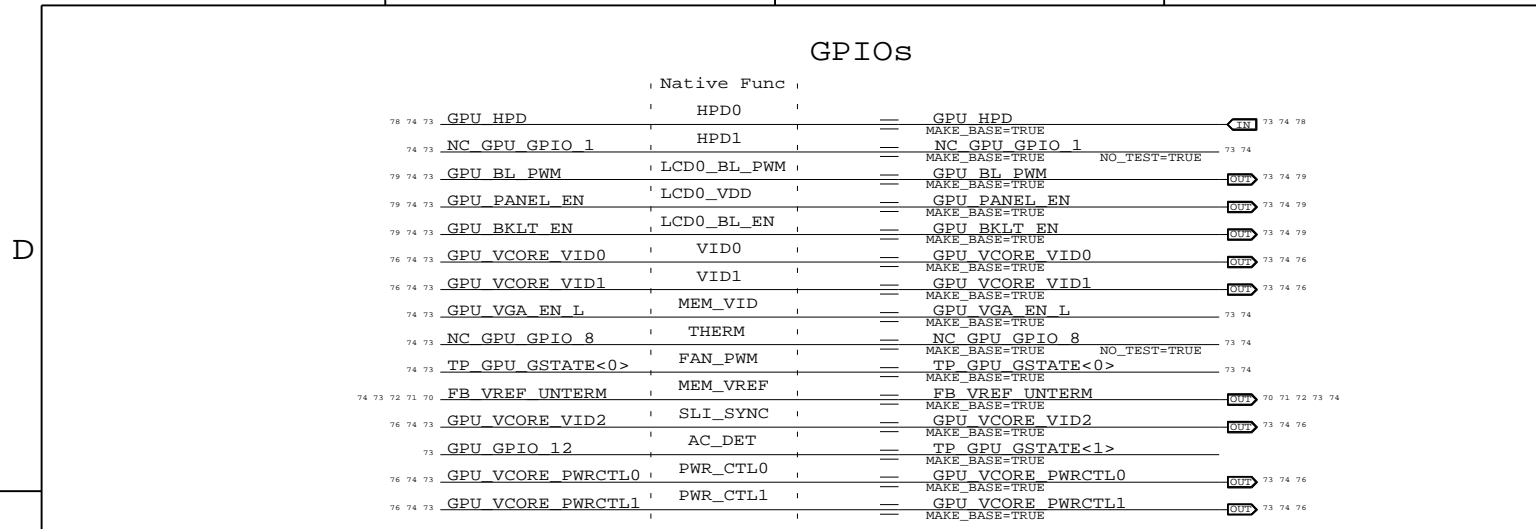 GPIOs
Native Func
78 74 73 GPU_HPD HPD0 GPU_HPD IN 73 74 78
MAKE_BASE=TRUE
74 73 NC_GPU_GPIO_1 HPD1 NC_GPU_GPIO_1 73 74
MAKE_BASE=TRUE NO_TEST=TRUE
79 74 73 GPU_BL_PWM LCD0_BL_PWM GPU_BL_PWM OUT 73 74 79
MAKE_BASE=TRUE
79 74 73 GPU_PANEL_EN LCD0_VDD GPU_PANEL_EN OUT 73 74 79
MAKE_BASE=TRUE
79 74 73 GPU_BKLT_EN LCD0_BL_EN GPU_BKLT_EN OUT 73 74 79
MAKE_BASE=TRUE
D
76 74 73 GPU_VCORE_VID0 VID0 GPU_VCORE_VID0 OUT 73 74 76
MAKE_BASE=TRUE
76 74 73 GPU_VCORE_VID1 VID1 GPU_VCORE_VID1 OUT 73 74 76
MAKE_BASE=TRUE
74 73 GPU_VGA_EN_L MEM_VID GPU_VGA_EN_L 73 74
MAKE_BASE=TRUE
74 73 NC_GPU_GPIO_8 THERM NC_GPU_GPIO_8 73 74
MAKE_BASE=TRUE NO_TEST=TRUE
74 73 TP_GPU_GSTATE<0> FAN_PWM TP_GPU_GSTATE<0> 73 74
MAKE_BASE=TRUE
74 73 72 71 70 FB_VREF_UNTERM MEM_VREF FB_VREF_UNTERM OUT 70 71 72 73 74
MAKE_BASE=TRUE
76 74 73 GPU_VCORE_VID2 SLI_SYNC GPU_VCORE_VID2 OUT 73 74 76
MAKE_BASE=TRUE
73 GPU_GPIO_12 AC_DET TP_GPU_GSTATE<1>
MAKE_BASE=TRUE
76 74 73 GPU_VCORE_PWRCTL0 PWR_CTL0 GPU_VCORE_PWRCTL0 OUT 73 74 76
MAKE_BASE=TRUE
76 74 73 GPU_VCORE_PWRCTL1 PWR_CTL1 GPU_VCORE_PWRCTL1 OUT 73 74 76
MAKE_BASE=TRUE